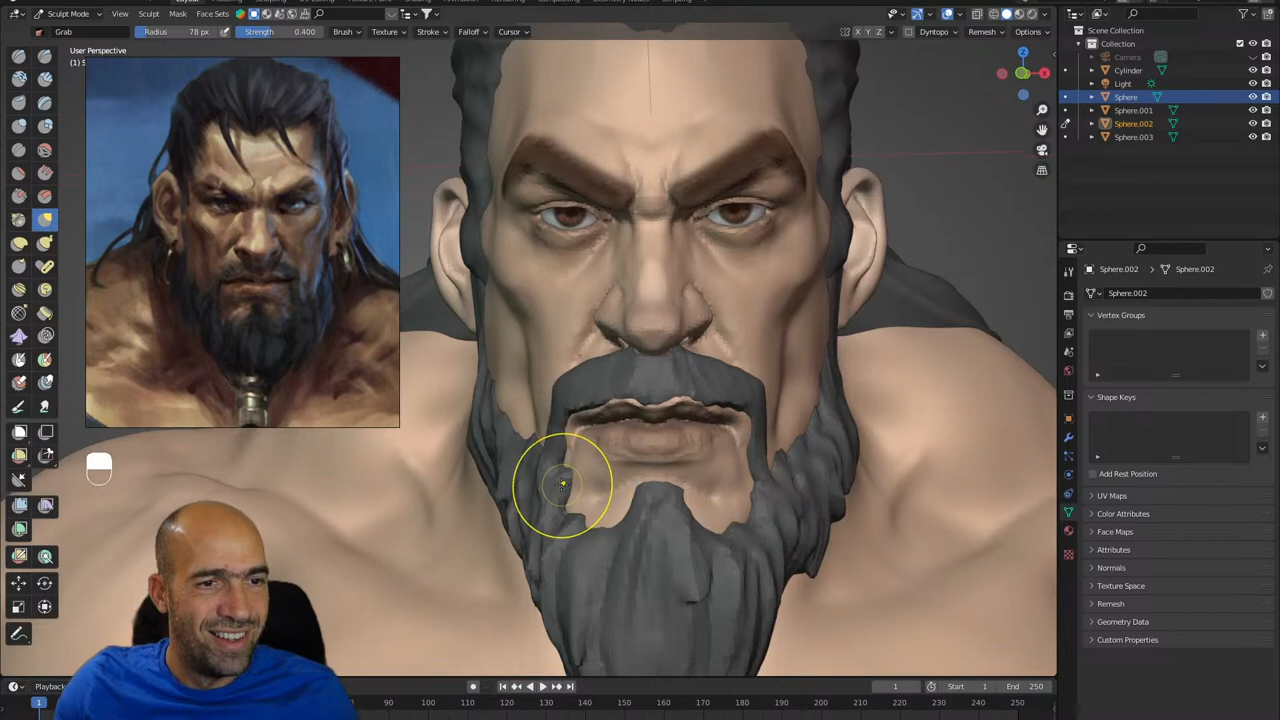 Sculpt Mode View Sculpt Mask Face Sets
Grab Radius 78 px Strength 0.400 Brush Texture Stroke Falloff Cursor X Y Z Dyntopo Remesh Options
User Perspective
(1) S
Z
X
Scene Collection
Collection
Camera
Cylinder
Light
Sphere
Sphere.001
Sphere.002
Sphere.003
Sphere.002 Sphere.002
Sphere.002
Vertex Groups
Shape Keys
Add Rest Position
UV Maps
Color Attributes
Face Maps
Attributes
Normals
Texture Space
Remesh
Geometry Data
Custom Properties
Playback 1 Start 1 End 250
1 80 90 100 110 120 130 140 150 160 170 180 190 200 210 220 230 240 250